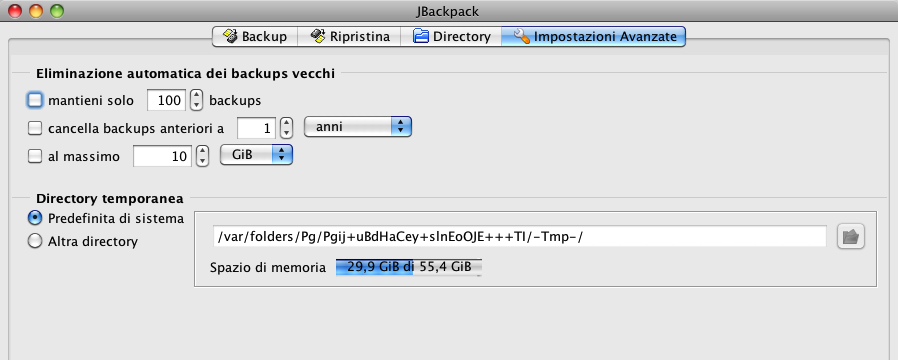 JBackpack
Backup Ripristina Directory Impostazioni Avanzate
Eliminazione automatica dei backups vecchi
mantieni solo 100 backups
cancella backups anteriori a 1 anni
al massimo 10 GiB
Directory temporanea
Predefinita di sistema
Altra directory
/var/folders/Pg/Pgij+uBdHaCey+slnEoOJE+++TI/-Tmp-/
Spazio di memoria 29,9 GiB di 55,4 GiB